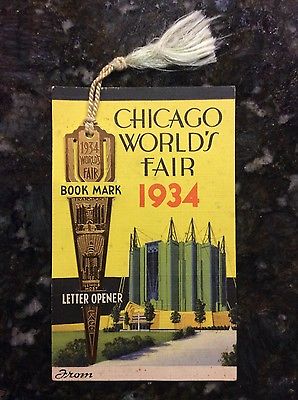 CHICAGO
WORLD'S
FAIR
1934
1934
WORLD'S
FAIR
BOOK MARK
LETTER OPENER
From